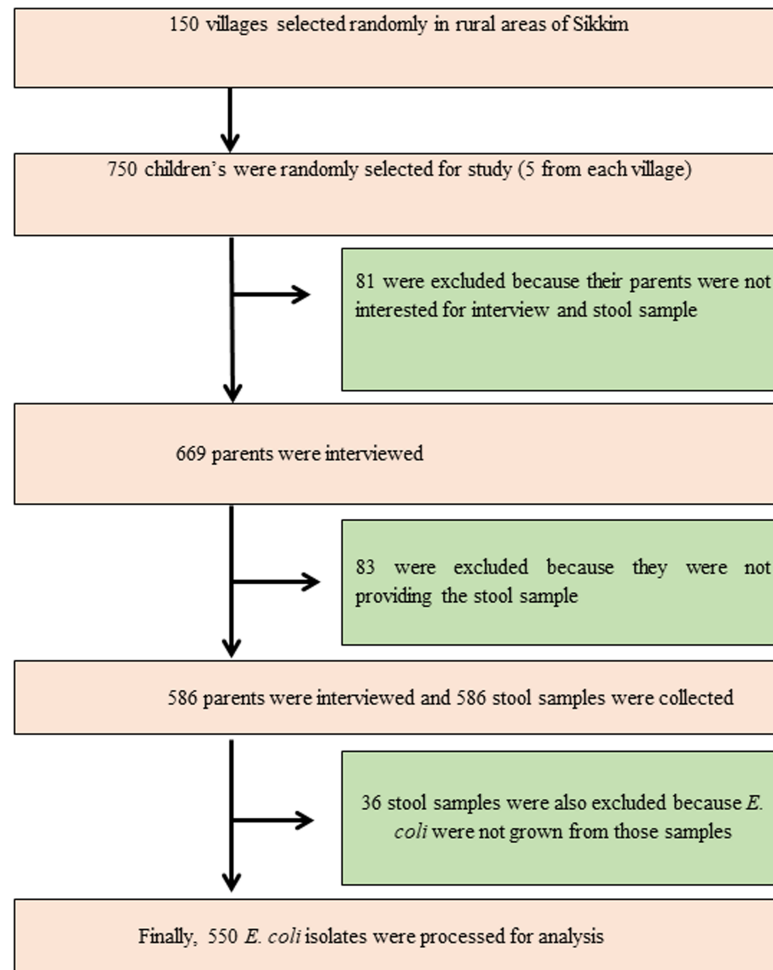 150 villages selected randomly in rural areas of Sikkim
750 children's were randomly selected for study (5 from each village)
81 were excluded because their parents were not
interested for interview and stool sample
669 parents were interviewed
83 were excluded because they were not
providing the stool sample
586 parents were interviewed and 586 stool samples were collected
36 stool samples were also excluded because E.
coli were not grown from those samples
Finally, 550 E. coli isolates were processed for analysis